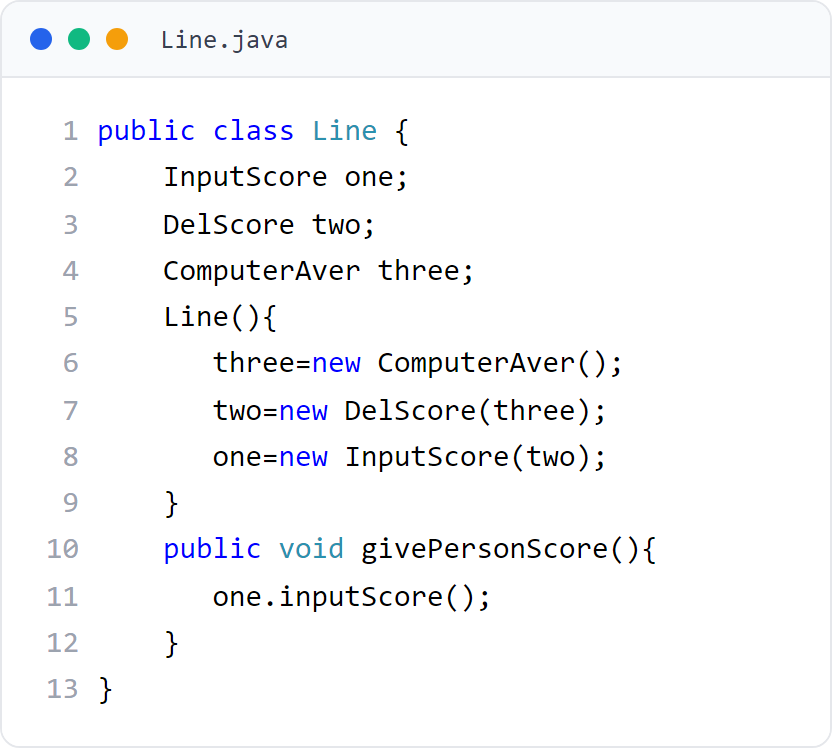 Line.java
1 public class Line {
2     InputScore one;
3     DelScore two;
4     ComputerAver three;
5     Line(){
6        three=new ComputerAver();
7        two=new DelScore(three);
8        one=new InputScore(two);
9     }
10     public void givePersonScore(){
11        one.inputScore();
12     }
13 }